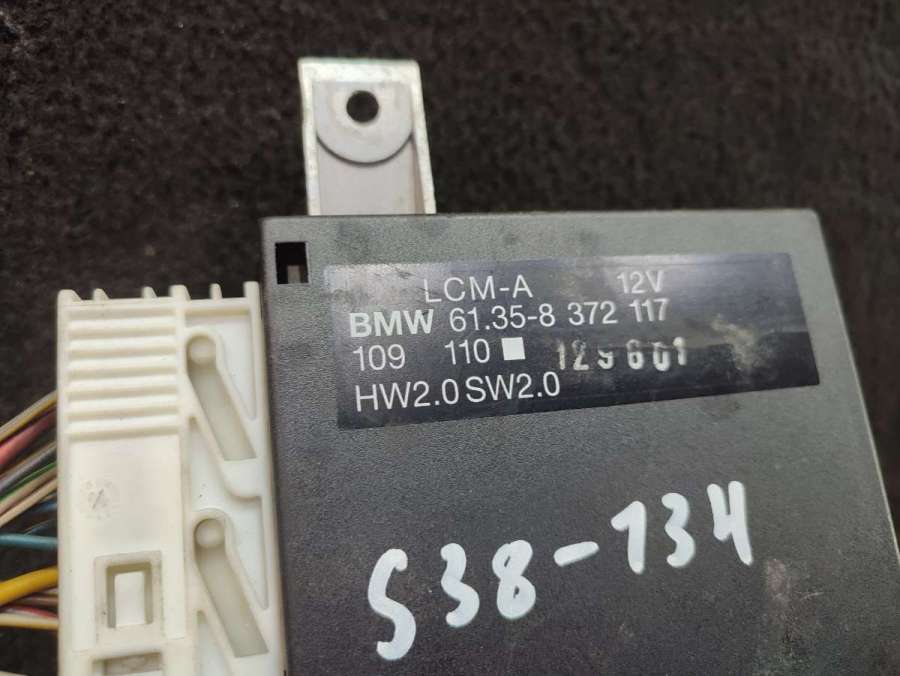 LCM-A 12V
BMW 61.35-8 372 117
109 110 129601
HW2.0 SW2.0
S38-134